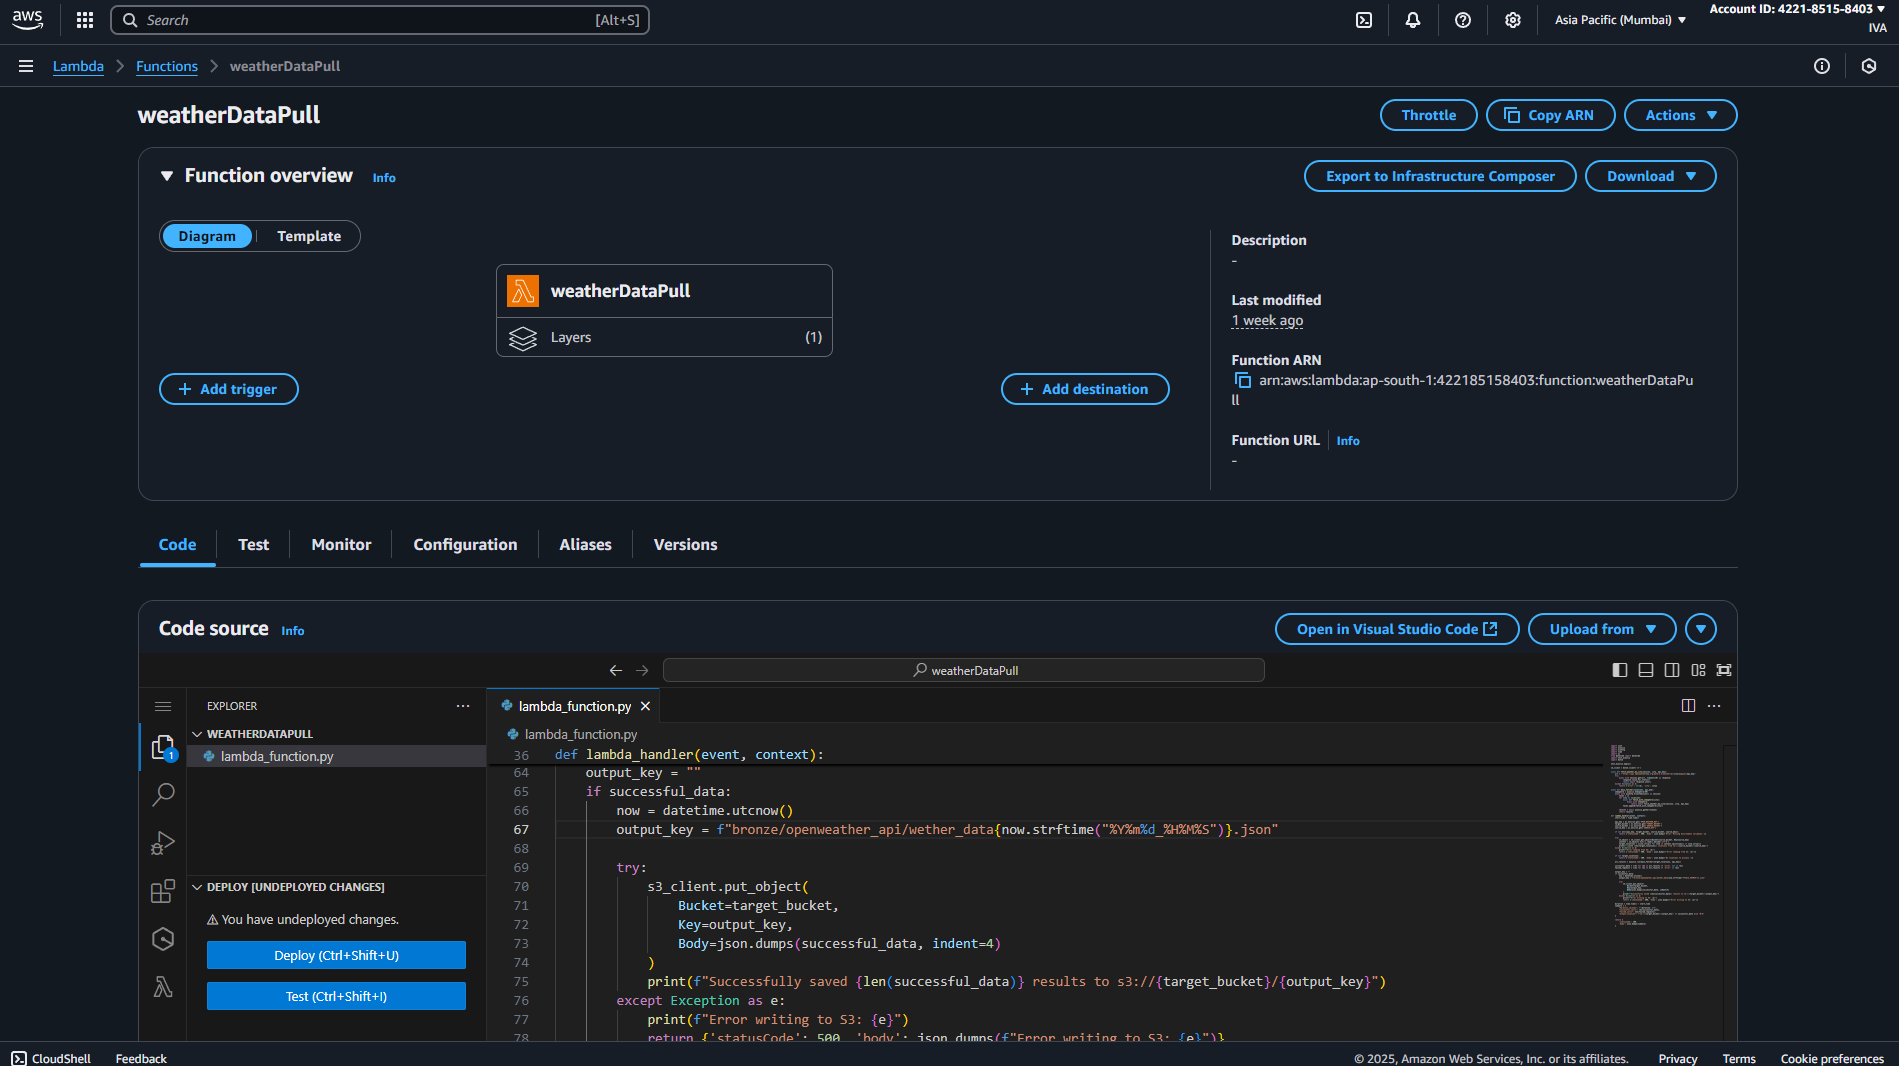 aws
Search
[Alt+S]
Asia Pacific (Mumbai)
Account ID: 4221-8515-8403
IVA
Lambda
Functions
weatherDataPull
weatherDataPull
Throttle
Copy ARN
Actions
Function overview
Info
Export to Infrastructure Composer
Download
Diagram
Template
weatherDataPull
Layers
(1)
Add trigger
Add destination
Description
-
Last modified
1 week ago
Function ARN
arn:aws:lambda:ap-south-1:422185158403:function:weatherDataPu
ll
Function URL
Info
-
Code
Test
Monitor
Configuration
Aliases
Versions
Code source
Info
Open in Visual Studio Code
Upload from
weatherDataPull
EXPLORER
WEATHERDATAPULL
lambda_function.py
1
DEPLOY [UNDEPLOYED CHANGES]
You have undeployed changes.
Deploy (Ctrl+Shift+U)
Test (Ctrl+Shift+I)
lambda_function.py
lambda_function.py
36 def lambda_handler(event, context):
64 output_key = ""
65 if successful_data:
66 now = datetime.utcnow()
67 output_key = f"bronze/openweather_api/wether_data{now.strftime("%Y%m%d_%H%M%S")}.json"
68
69 try:
70 s3_client.put_object(
71 Bucket=target_bucket,
72 Key=output_key,
73 Body=json.dumps(successful_data, indent=4)
74 )
75 print(f"Successfully saved {len(successful_data)} results to s3://{target_bucket}/{output_key}")
76 except Exception as e:
77 print(f"Error writing to S3: {e}")
78 return {'statusCode': 500, 'body': json.dumps(f"Error writing to S3: {e}")}
CloudShell
Feedback
© 2025, Amazon Web Services, Inc. or its affiliates.
Privacy
Terms
Cookie preferences